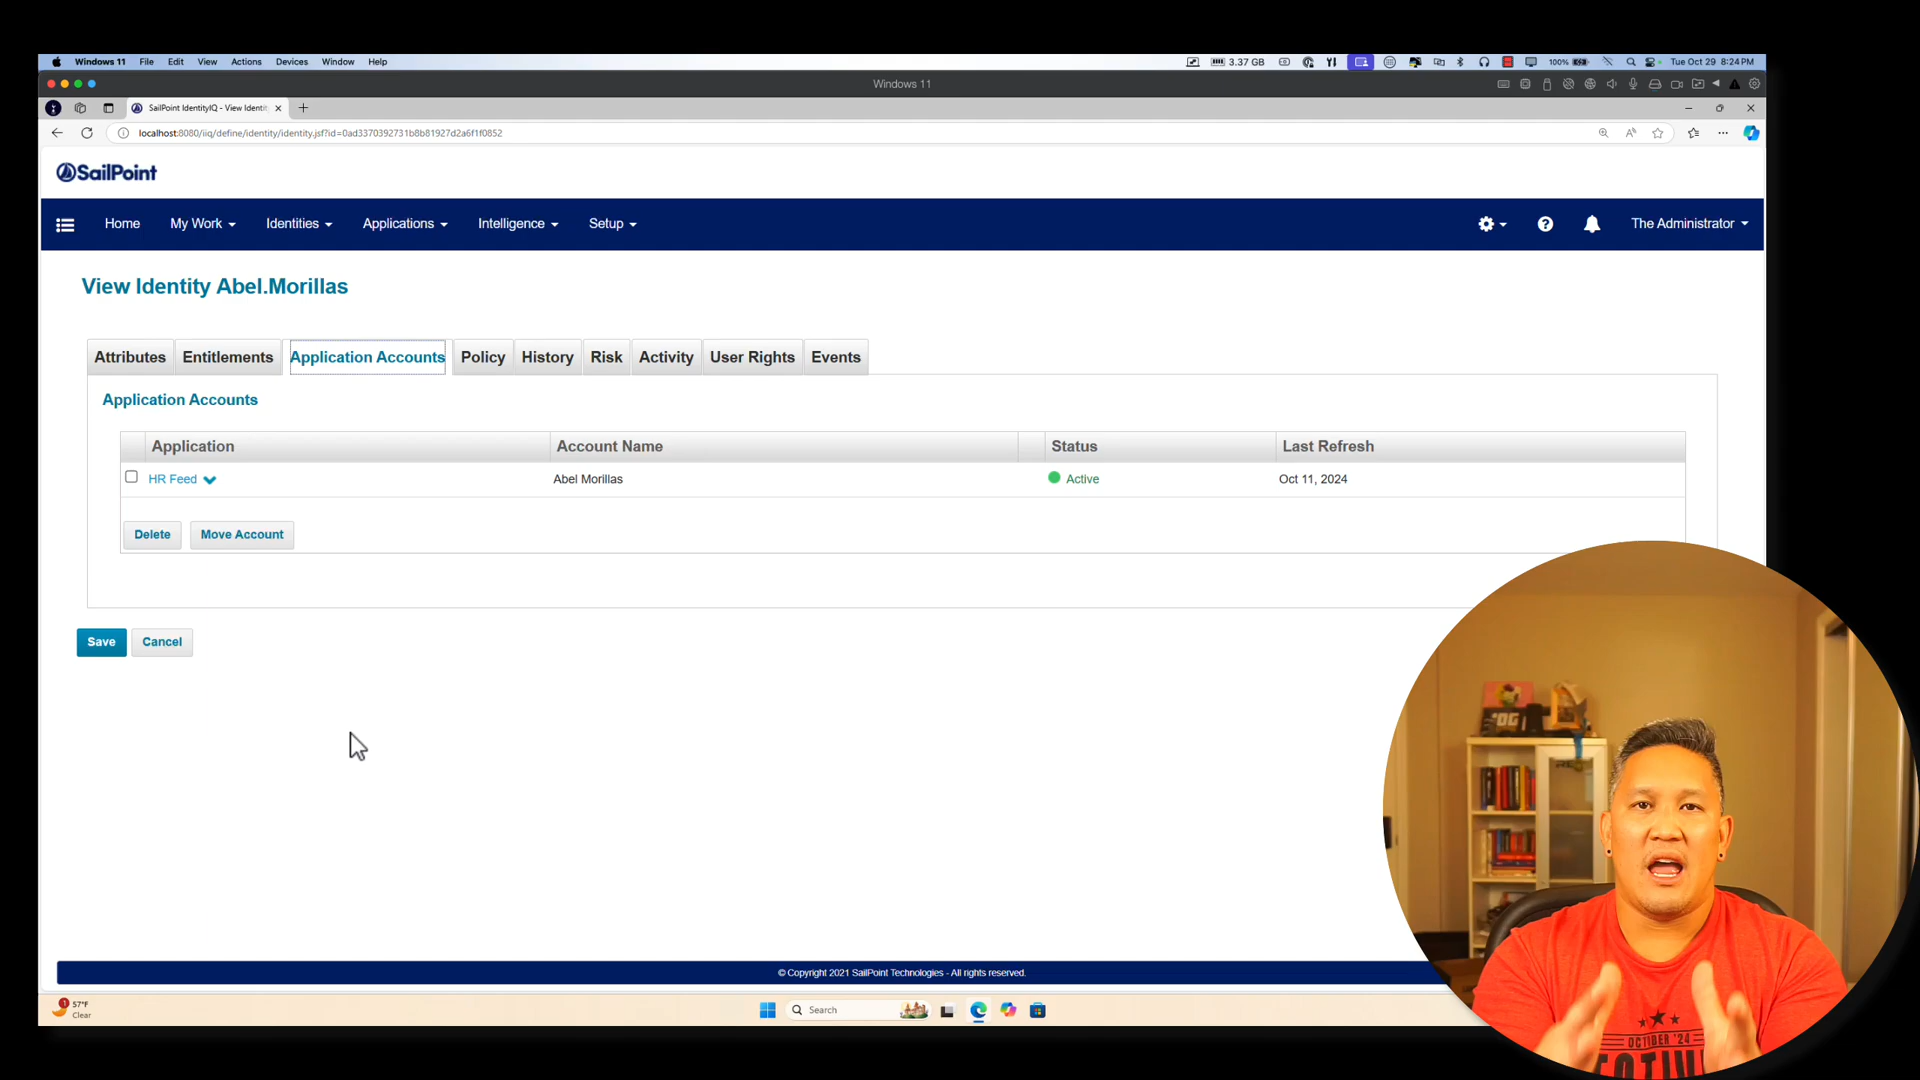 Windows 11 File Edit View Actions Devices Window Help 3.37 GB 100% Tue Oct 29 8:24 PM
Windows 11
SailPoint IdentityIQ - View Identit
localhost:8080/iiq/define/identity/identity.jsf?id=0ad3370392731b8b81927d2a6f1f0852
SailPoint
Home My Work Identities Applications Intelligence Setup The Administrator
View Identity Abel.Morillas
Attributes Entitlements Application Accounts Policy History Risk Activity User Rights Events
Application Accounts
Application Account Name Status Last Refresh
HR Feed Abel Morillas Active Oct 11, 2024
Delete Move Account
Save Cancel
© Copyright 2021 SailPoint Technologies - All rights reserved.
1 57°F
Clear
Search
OCTOBER '24